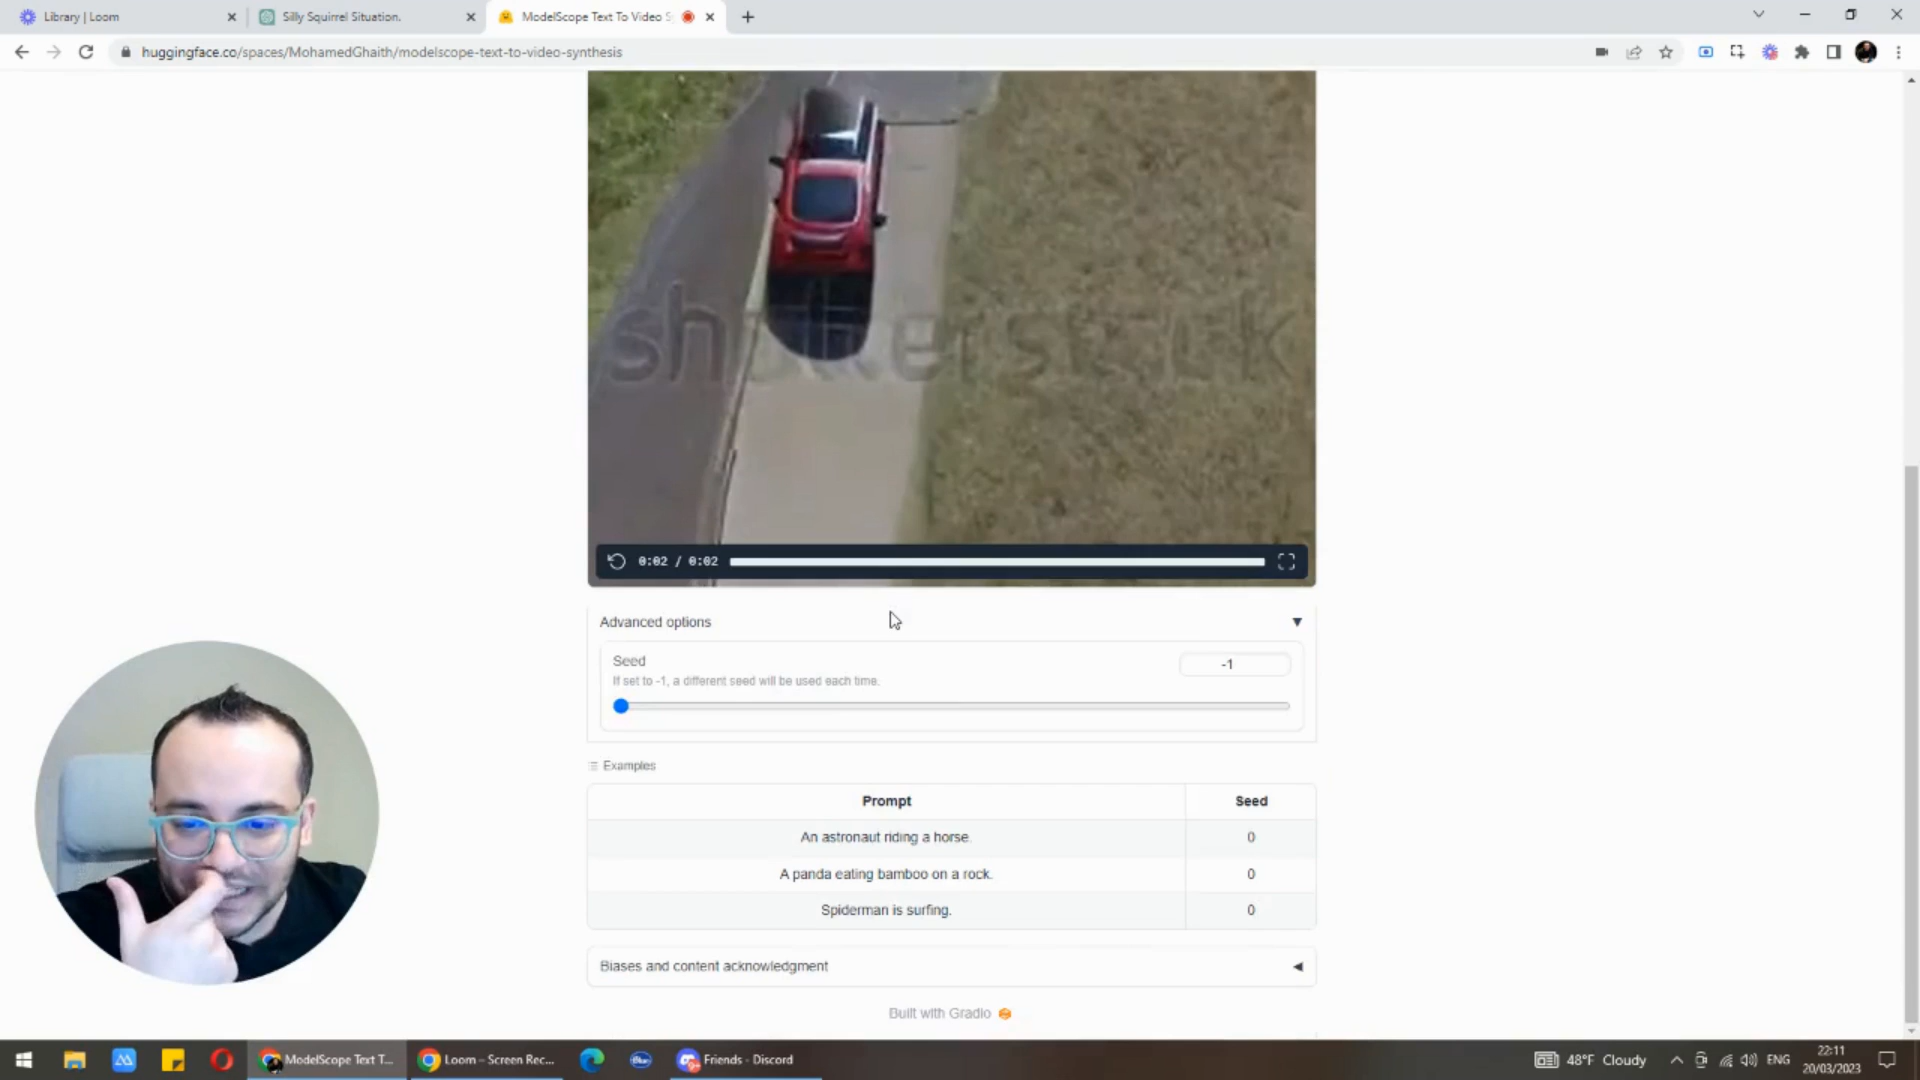 Library | Loom
Silly Squirrel Situation.
ModelScope Text To Video S
huggingface.co/spaces/MohamedGhaith/modelscope-text-to-video-synthesis
0:02 / 0:02
Advanced options
Seed
-1
If set to -1, a different seed will be used each time.
Examples
Prompt Seed
An astronaut riding a horse. 0
A panda eating bamboo on a rock. 0
Spiderman is surfing. 0
Biases and content acknowledgment
Built with Gradio
ModelScope Text T...
Loom – Screen Rec...
Friends - Discord
48°F Cloudy
ENG
22:11
20/03/2023